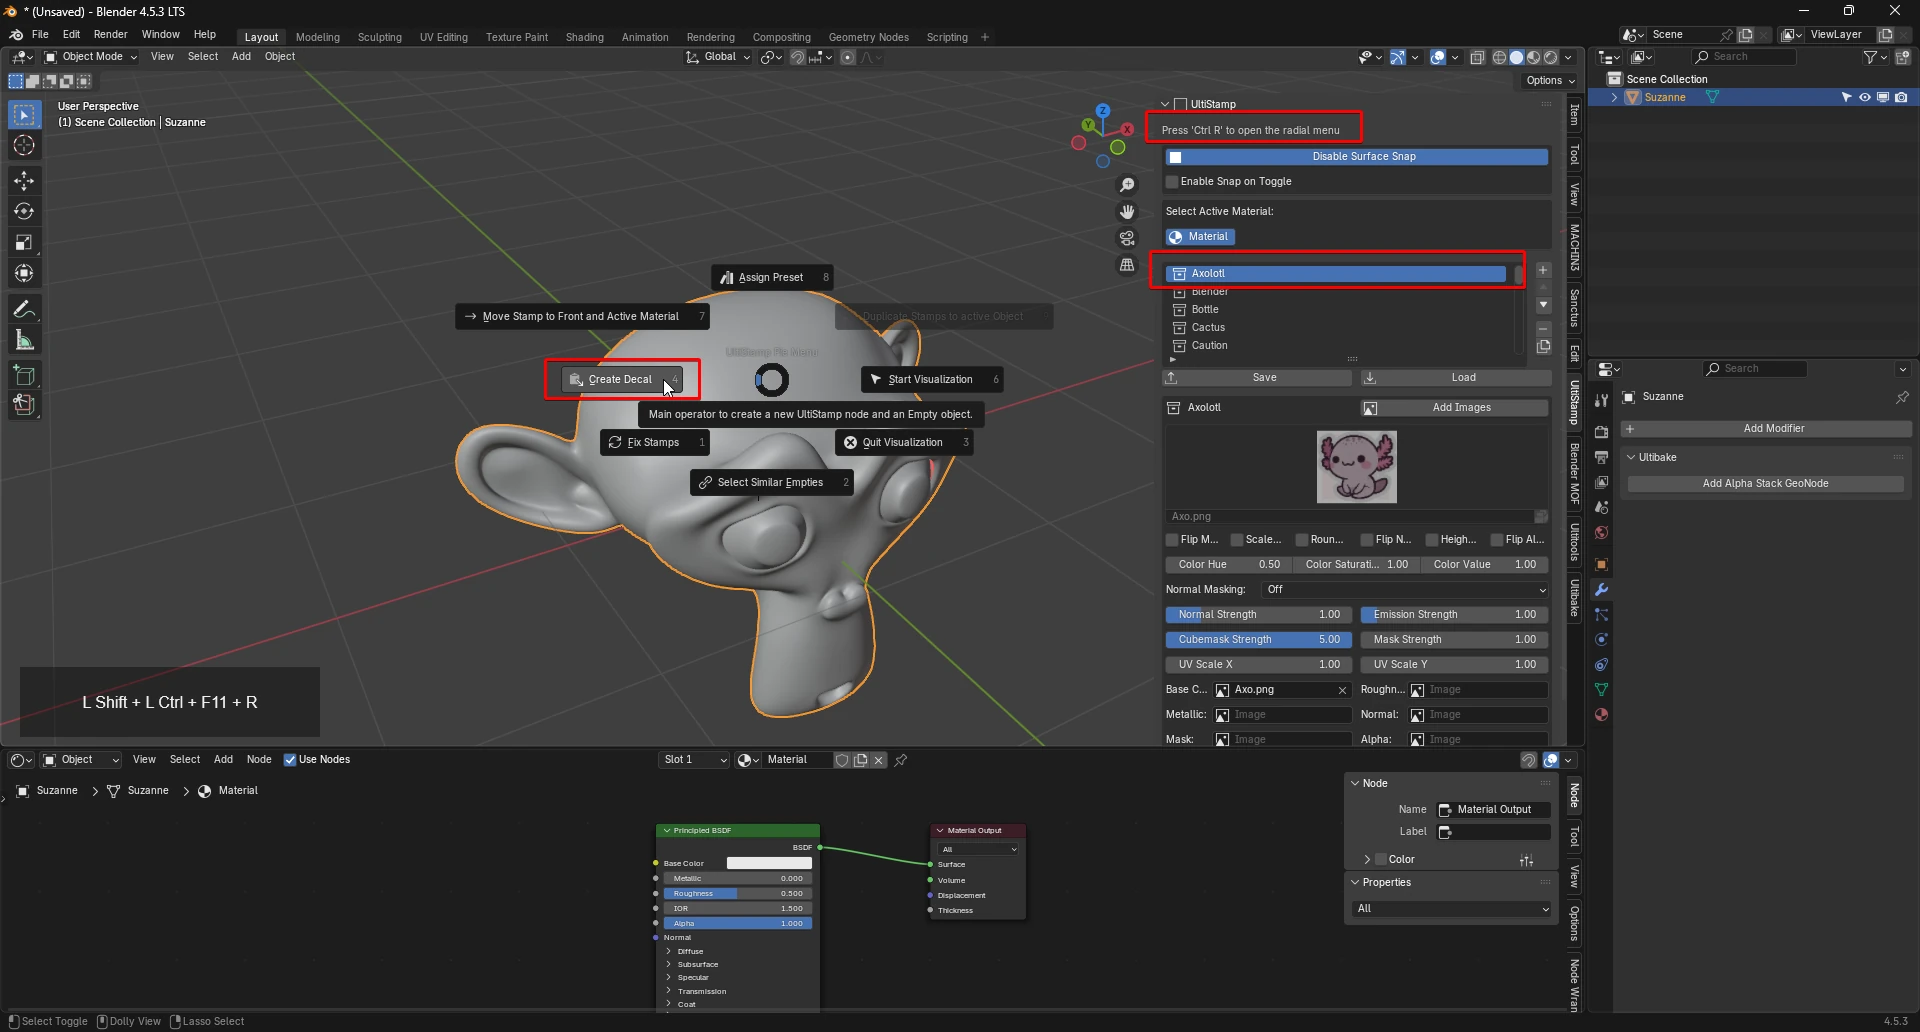 * (Unsaved) - Blender 4.5.3 LTS
File Edit Render Window Help Layout Modeling Sculpting UV Editing Texture Paint Shading Animation Rendering Compositing Geometry Nodes Scripting + Scene ViewLayer
Object Mode View Select Add Object Global Search
Options
User Perspective
(1) Scene Collection | Suzanne
Z
Y
X
UltiStamp
Press 'Ctrl R' to open the radial menu
Disable Surface Snap
Enable Snap on Toggle
Select Active Material:
Material
Axolotl
Blender
Bottle
Cactus
Caution
Save Load
Axolotl Add Images
Axo.png
Flip M... Scale... Roun... Flip N... Heigh... Flip Al...
Color Hue 0.50 Color Saturati... 1.00 Color Value 1.00
Normal Masking: Off
Normal Strength 1.00 Emission Strength 1.00
Cubemask Strength 5.00 Mask Strength 1.00
UV Scale X 1.00 UV Scale Y 1.00
Base C... Axo.png Roughn... Image
Metallic: Image Normal: Image
Mask: Image Alpha: Image
Item
Tool
View
MACHIN3
Sanctus
Edit
UltiStamp
Blender MOF
Ultitools
Ultibake
Assign Preset 8
Move Stamp to Front and Active Material 7
Duplicate Stamps to active Object
UltiStamp Pie Menu
Create Decal 4
Start Visualization 6
Main operator to create a new UltiStamp node and an Empty object.
Fix Stamps 1
Quit Visualization 3
Select Similar Empties 2
L Shift + L Ctrl + F11 + R
Scene Collection
Suzanne
Search
Suzanne
Add Modifier
Ultibake
Add Alpha Stack GeoNode
Object View Select Add Node Use Nodes Slot 1 Material
Suzanne Suzanne Material
Principled BSDF
BSDF
Base Color
Metallic 0.000
Roughness 0.500
IOR 1.500
Alpha 1.000
Normal
Diffuse
Subsurface
Specular
Transmission
Coat
Material Output
All
Surface
Volume
Displacement
Thickness
Node
Name Material Output
Label
Color
Properties
All
Node
Tool
View
Options
Node Wran
Select Toggle Dolly View Lasso Select 4.5.3